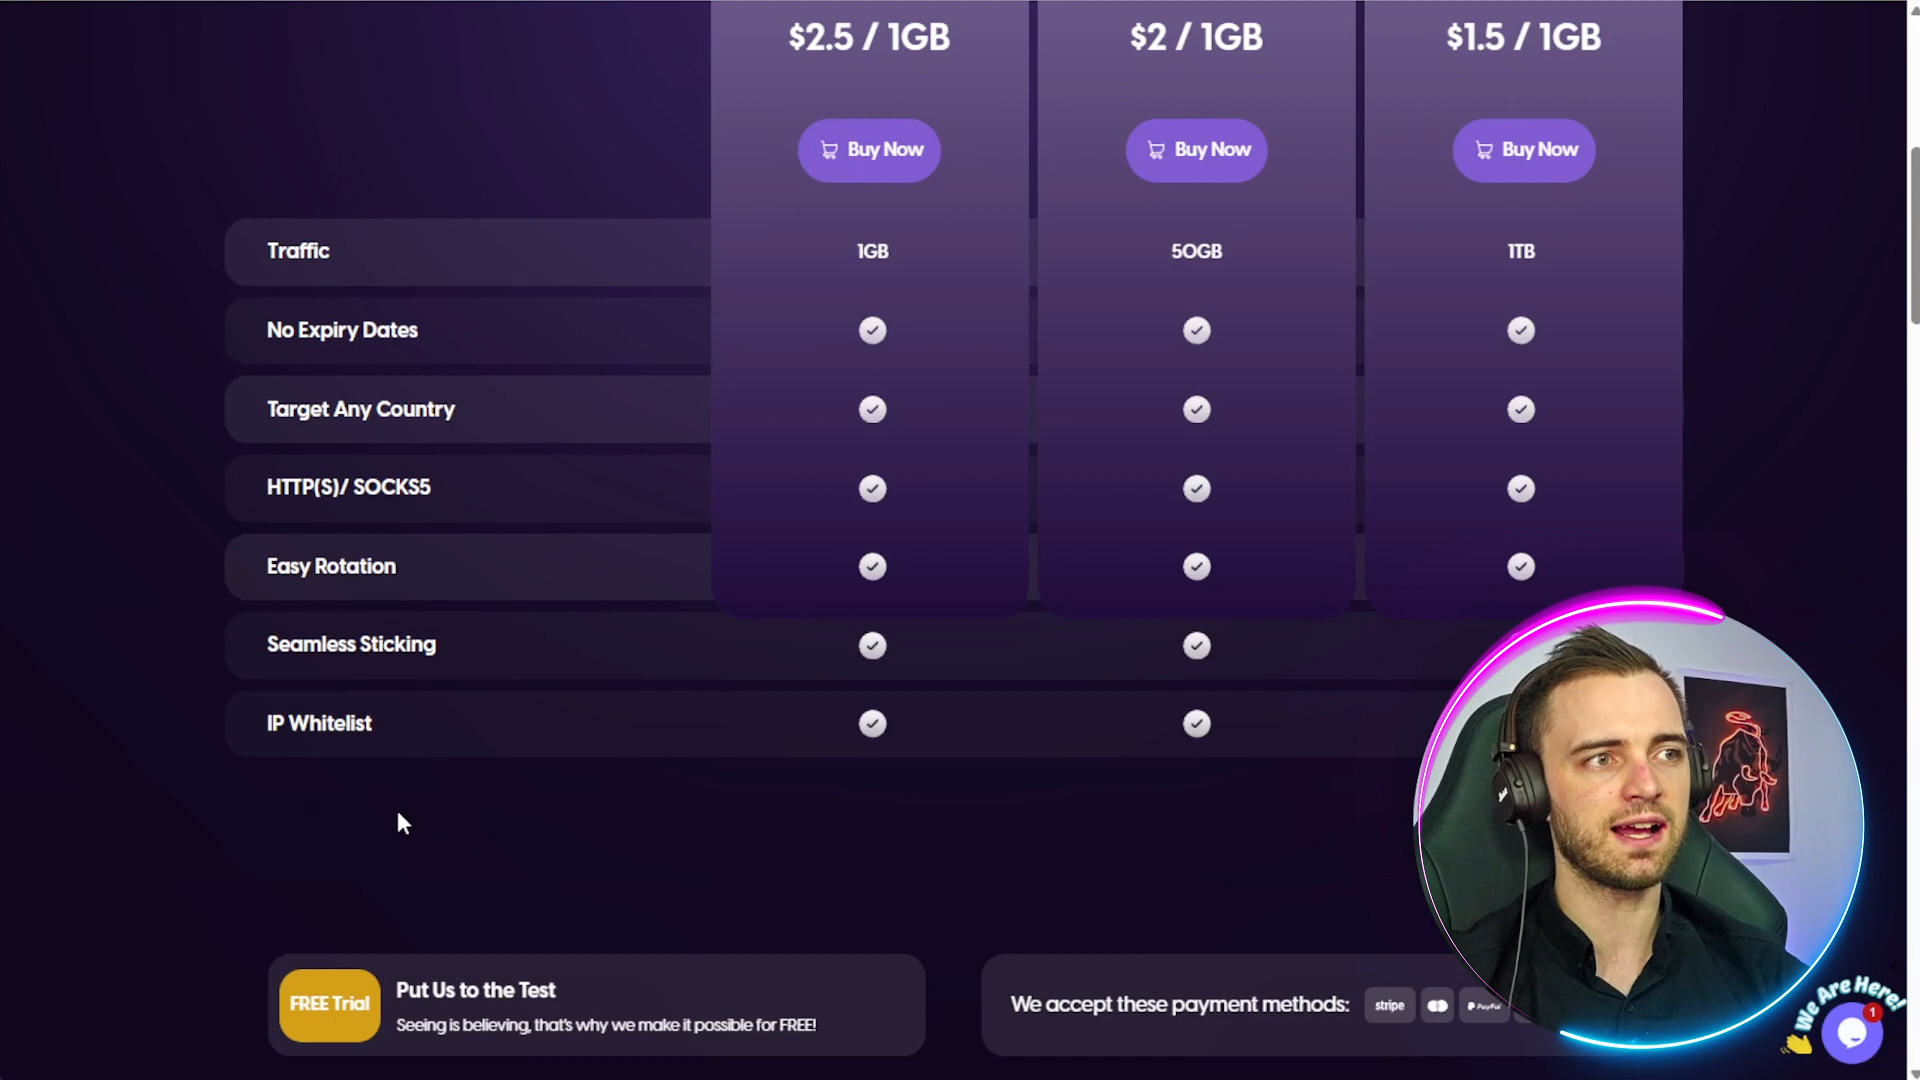 $2.5 / 1GB
$2 / 1GB
$1.5 / 1GB
Buy Now
Buy Now
Buy Now
Traffic
1GB
50GB
1TB
No Expiry Dates
Target Any Country
HTTP(S)/ SOCKS5
Easy Rotation
Seamless Sticking
IP Whitelist
FREE Trial
Put Us to the Test
Seeing is believing, that's why we make it possible for FREE!
We accept these payment methods:
stripe
PayPal
We Are Here!
1